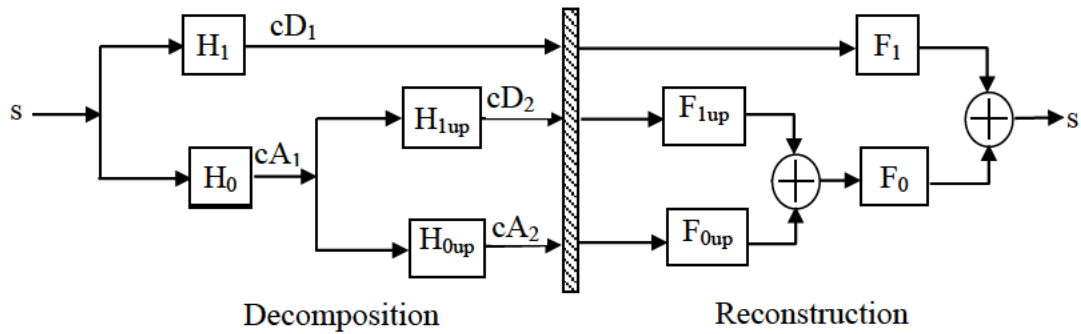 s
H₁
cD₁
H₀
cA₁
H₁up
cD₂
H₀up
cA₂
F₁up
F₀up
F₁
F₀
s
Decomposition
Reconstruction